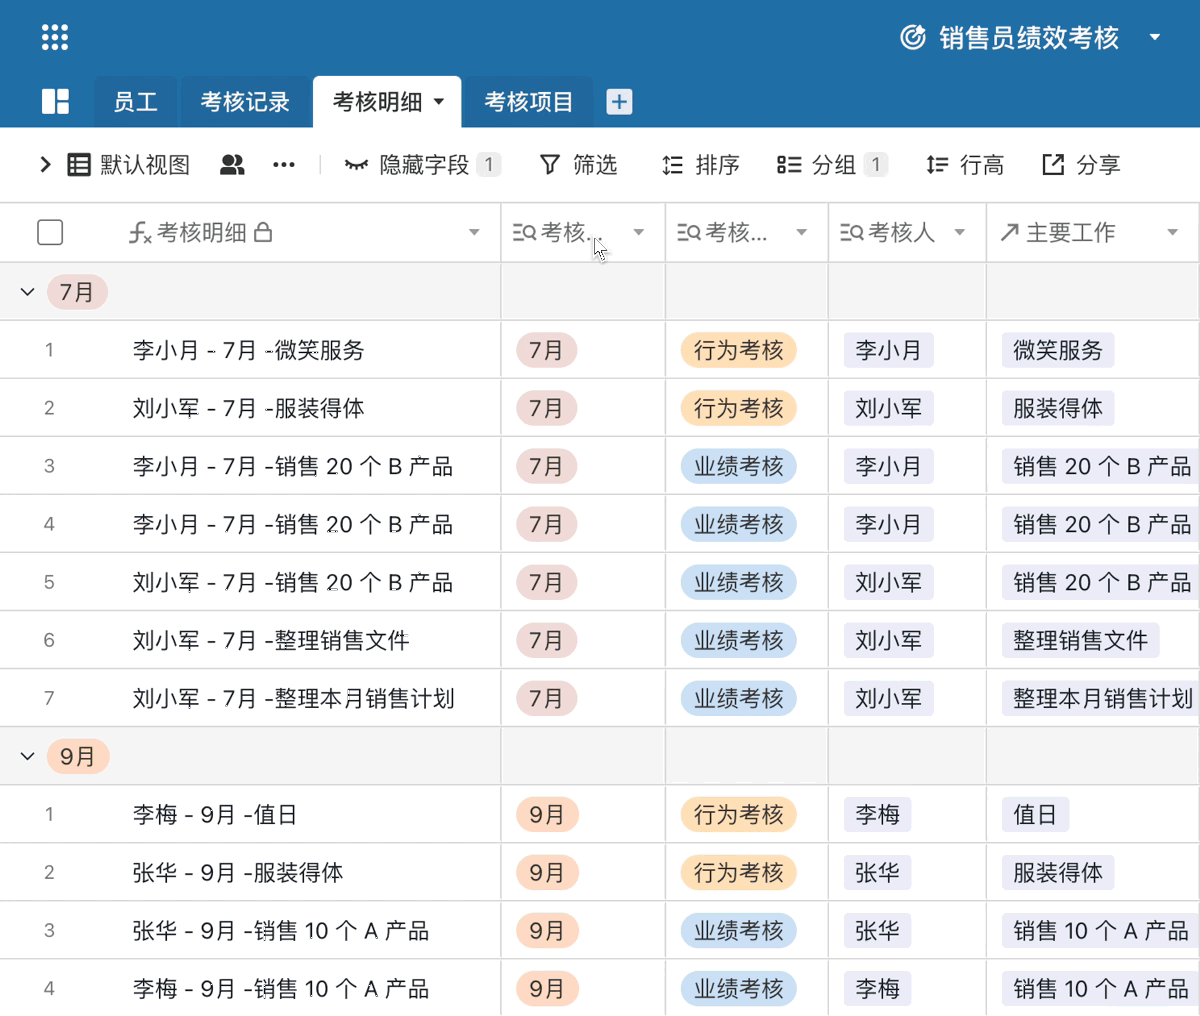 销售员绩效考核
员工 考核记录 考核明细 考核项目
默认视图 隐藏字段 1 筛选 排序 分组 1 行高 分享
考核明细 考核... 考核... 考核人 主要工作
7月
1 李小月 - 7月 -微笑服务 7月 行为考核 李小月 微笑服务
2 刘小军 - 7月 -服装得体 7月 行为考核 刘小军 服装得体
3 李小月 - 7月 -销售 20 个 B 产品 7月 业绩考核 李小月 销售 20 个 B 产品
4 李小月 - 7月 -销售 20 个 B 产品 7月 业绩考核 李小月 销售 20 个 B 产品
5 刘小军 - 7月 -销售 20 个 B 产品 7月 业绩考核 刘小军 销售 20 个 B 产品
6 刘小军 - 7月 -整理销售文件 7月 业绩考核 刘小军 整理销售文件
7 刘小军 - 7月 -整理本月销售计划 7月 业绩考核 刘小军 整理本月销售计划
9月
1 李梅 - 9月 -值日 9月 行为考核 李梅 值日
2 张华 - 9月 -服装得体 9月 行为考核 张华 服装得体
3 张华 - 9月 -销售 10 个 A 产品 9月 业绩考核 张华 销售 10 个 A 产品
4 李梅 - 9月 -销售 10 个 A 产品 9月 业绩考核 李梅 销售 10 个 A 产品